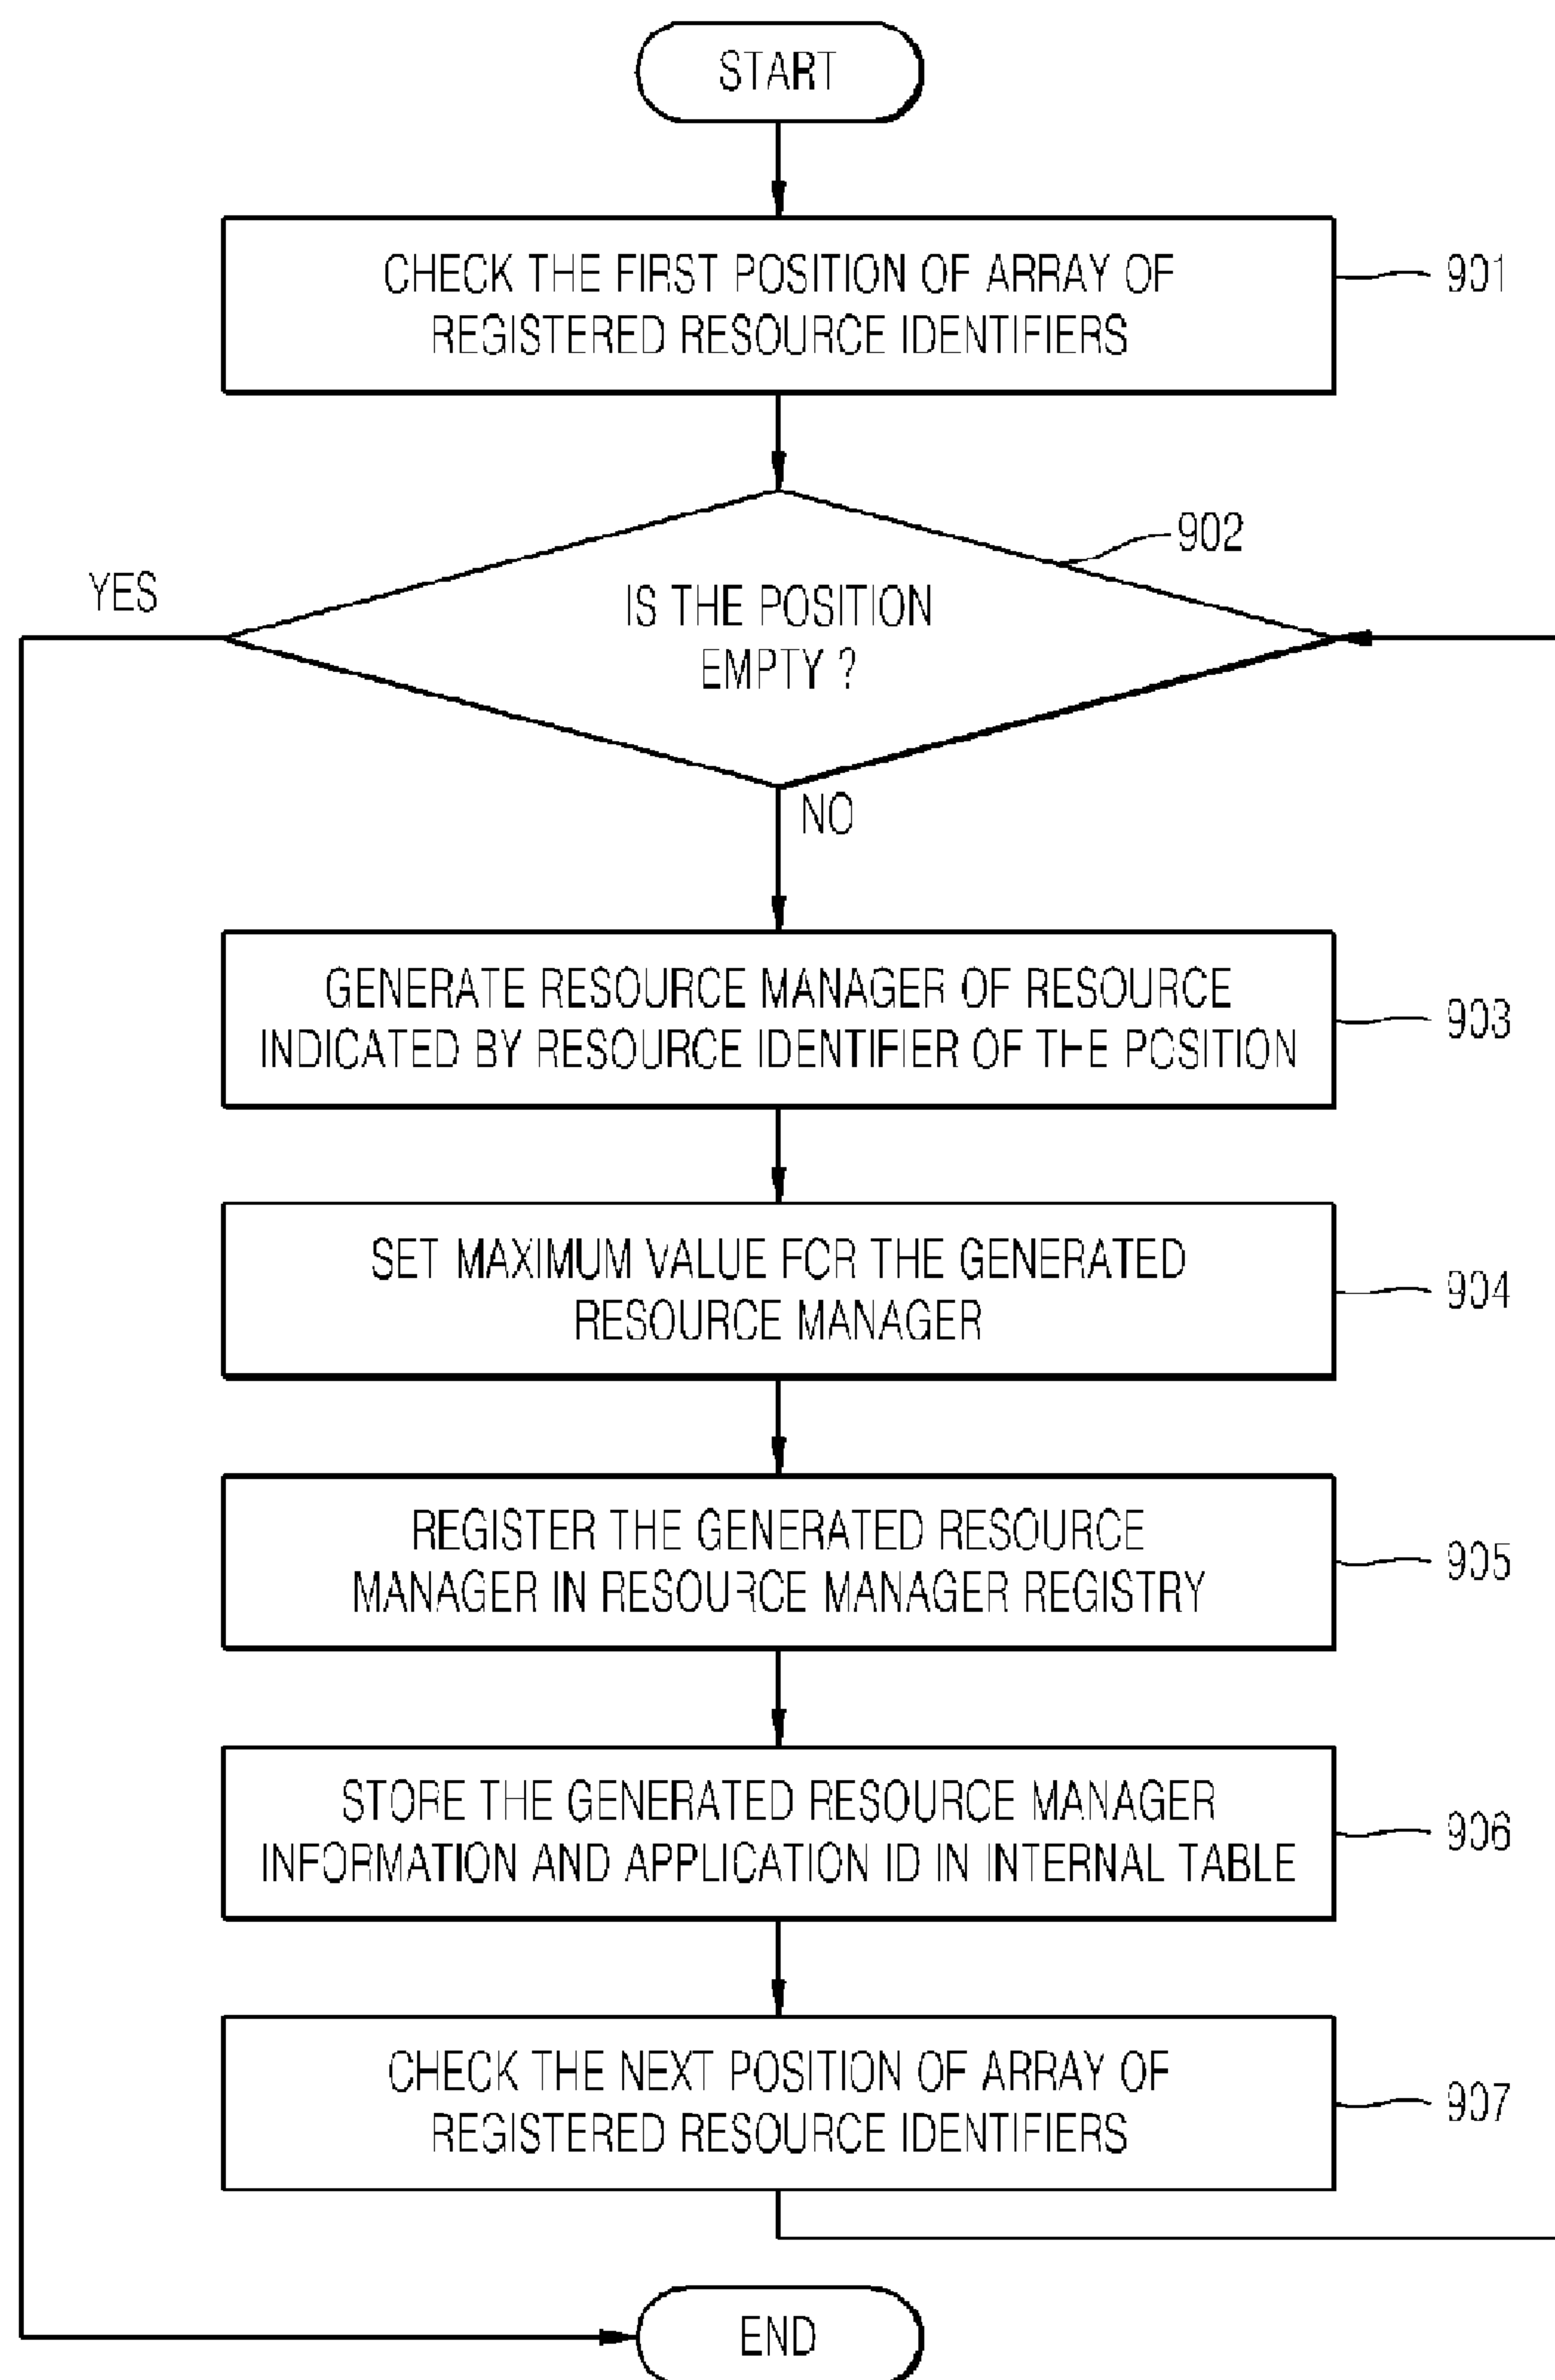 START
CHECK THE FIRST POSITION OF ARRAY OF
REGISTERED RESOURCE IDENTIFIERS
901
902
YES
IS THE POSITION
EMPTY ?
NO
GENERATE RESOURCE MANAGER OF RESOURCE
INDICATED BY RESOURCE IDENTIFIER OF THE POSITION
903
SET MAXIMUM VALUE FOR THE GENERATED
RESOURCE MANAGER
904
REGISTER THE GENERATED RESOURCE
MANAGER IN RESOURCE MANAGER REGISTRY
905
STORE THE GENERATED RESOURCE MANAGER
INFORMATION AND APPLICATION ID IN INTERNAL TABLE
906
CHECK THE NEXT POSITION OF ARRAY OF
REGISTERED RESOURCE IDENTIFIERS
907
END